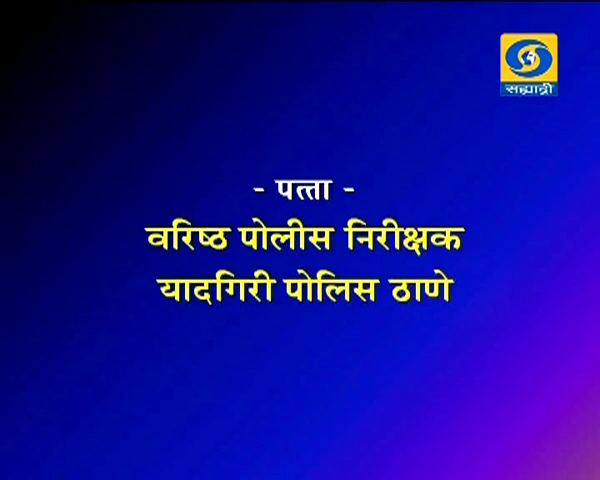 सह्याद्री
- पत्ता -
वरिष्ठ पोलीस निरीक्षक
यादगिरी पोलिस ठाणे